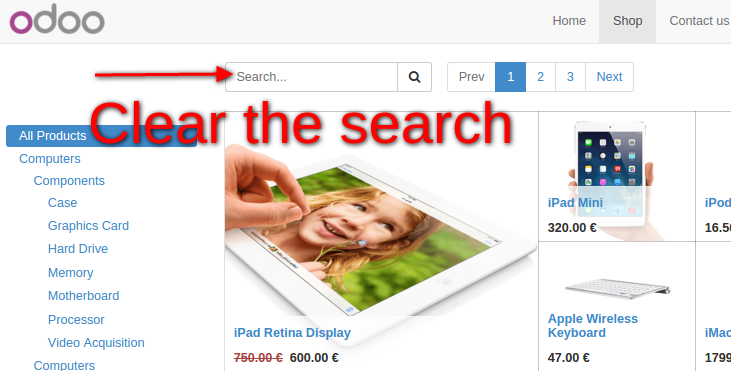 odoo
Home
Shop
Contact us
Search...
Prev
1
2
3
Next
Clear the search
All Products
Computers
Components
Case
Graphics Card
Hard Drive
Memory
Motherboard
Processor
Video Acquisition
Computers
iPad Retina Display
750.00 € 600.00 €
iPad Mini
320.00 €
iPod
16.50
Apple Wireless
Keyboard
47.00 €
iMac
1799